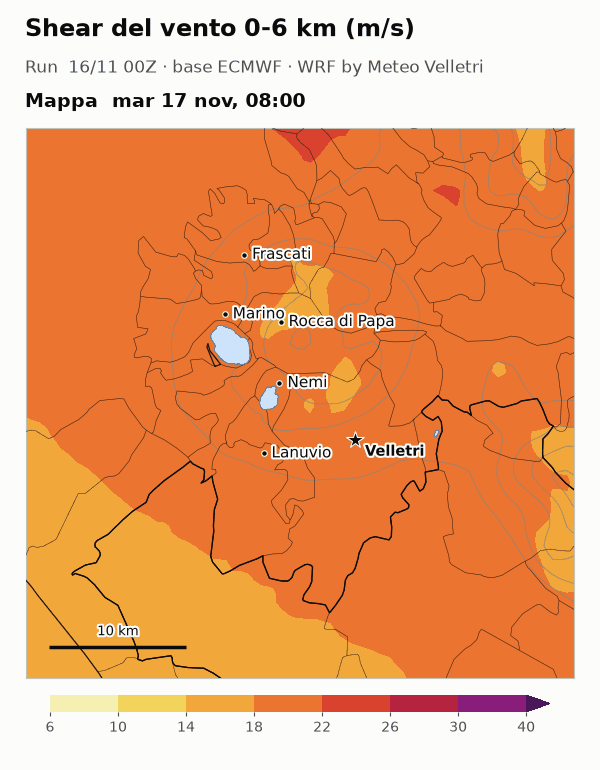 Shear del vento 0-6 km (m/s)
Run  16/11 00Z · base ECMWF · WRF by Meteo Velletri
Mappa  mar 17 nov, 08:00
Frascati
Marino
Rocca di Papa
Nemi
Velletri
Lanuvio
10 km
6 10 14 18 22 26 30 40